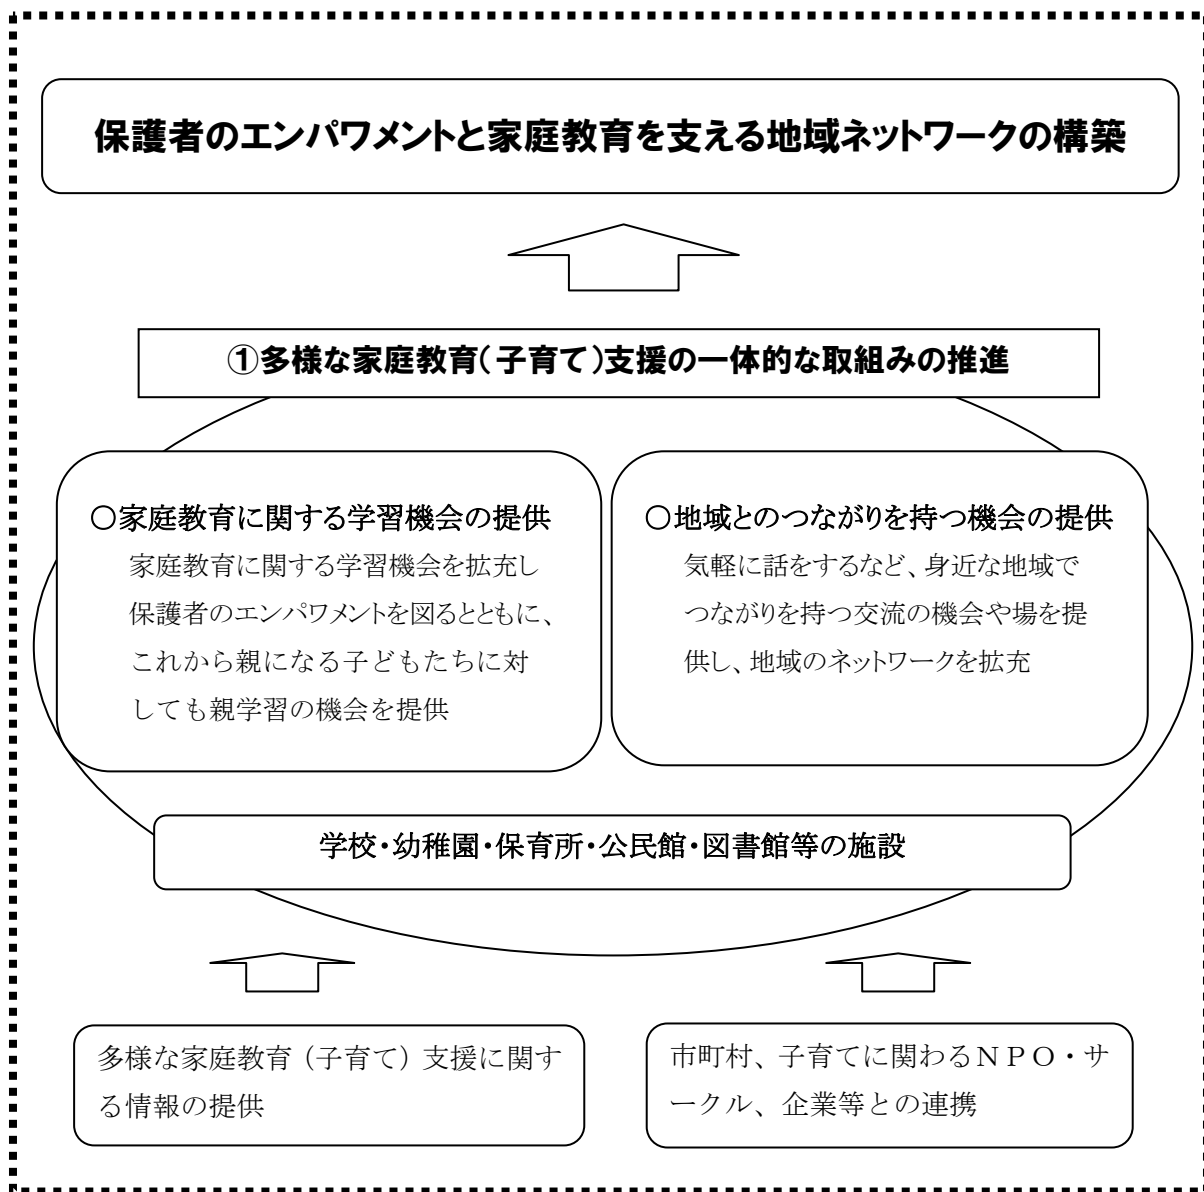 保護者のエンパワメントと家庭教育を支える地域ネットワークの構築
①多様な家庭教育(子育て)支援の一体的な取組みの推進
○家庭教育に関する学習機会の提供
家庭教育に関する学習機会を拡充し
保護者のエンパワメントを図るとともに、
これから親になる子どもたちに対
しても親学習の機会を提供
○地域とのつながりを持つ機会の提供
気軽に話をするなど、身近な地域で
つながりを持つ交流の機会や場を提
供し、地域のネットワークを拡充
学校・幼稚園・保育所・公民館・図書館等の施設
多様な家庭教育(子育て)支援に関す
る情報の提供
市町村、子育てに関わるNPO・サ
ークル、企業等との連携